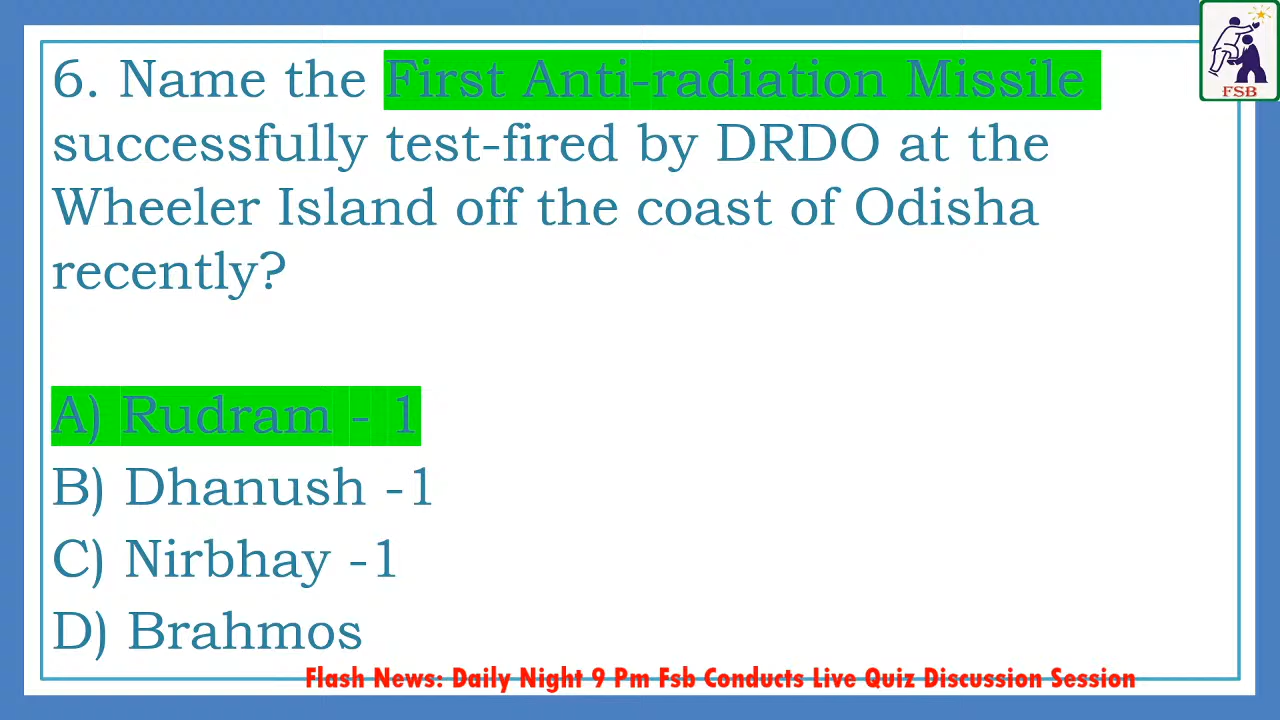 FSB
6. Name the First Anti-radiation Missile
successfully test-fired by DRDO at the
Wheeler Island off the coast of Odisha
recently?
A) Rudram - 1
B) Dhanush -1
C) Nirbhay -1
D) Brahmos
Flash News: Daily Night 9 Pm Fsb Conducts Live Quiz Discussion Session